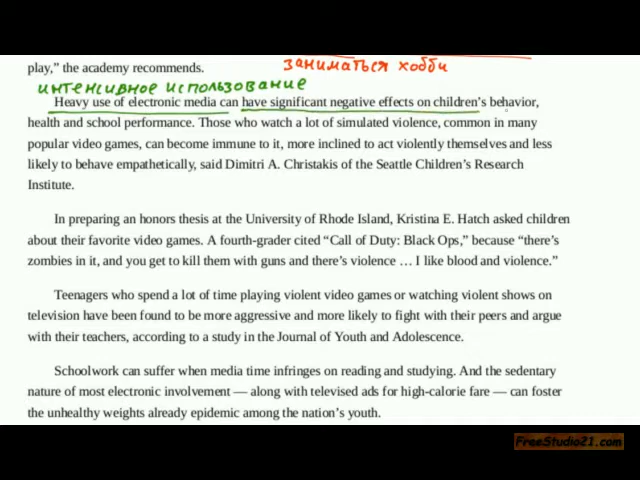 play,” the academy recommends.
заниматься хобби
интенсивное использование
Heavy use of electronic media can have significant negative effects on children’s behavior,
health and school performance. Those who watch a lot of simulated violence, common in many
popular video games, can become immune to it, more inclined to act violently themselves and less
likely to behave empathetically, said Dimitri A. Christakis of the Seattle Children’s Research
Institute.
In preparing an honors thesis at the University of Rhode Island, Kristina E. Hatch asked children
about their favorite video games. A fourth-grader cited “Call of Duty: Black Ops,” because “there’s
zombies in it, and you get to kill them with guns and there’s violence … I like blood and violence.”
Teenagers who spend a lot of time playing violent video games or watching violent shows on
television have been found to be more aggressive and more likely to fight with their peers and argue
with their teachers, according to a study in the Journal of Youth and Adolescence.
Schoolwork can suffer when media time infringes on reading and studying. And the sedentary
nature of most electronic involvement — along with televised ads for high-calorie fare — can foster
the unhealthy weights already epidemic among the nation’s youth.
FreeStudio21.com